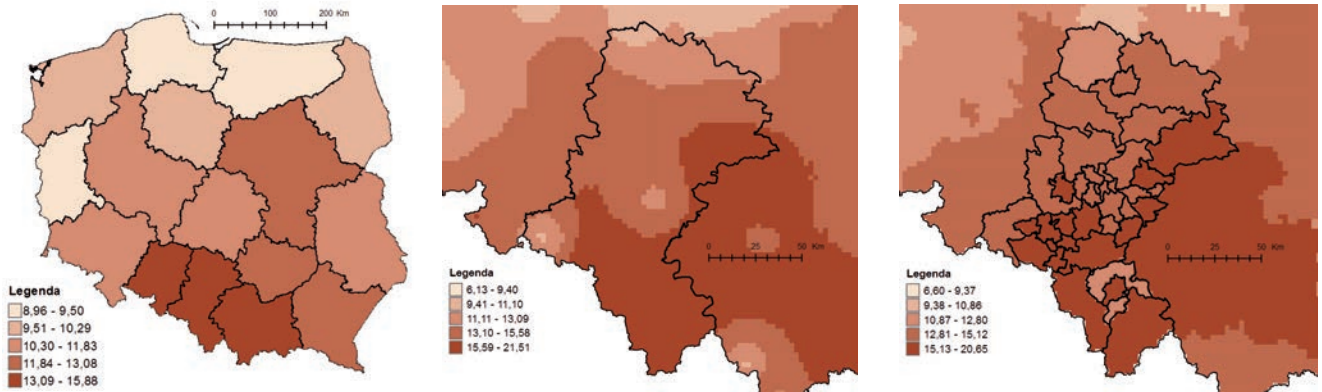 0 50 100 200 Km
Legenda
8,96 - 9,50
9,51 - 10,29
10,30 - 11,83
11,84 - 13,08
13,09 - 15,88
0 25 50 Km
Legenda
6,13 - 9,40
9,41 - 11,10
11,11 - 13,09
13,10 - 15,58
15,59 - 21,51
0 25 50 Km
Legenda
6,60 - 9,37
9,38 - 10,86
10,87 - 12,80
12,81 - 15,12
15,13 - 20,65